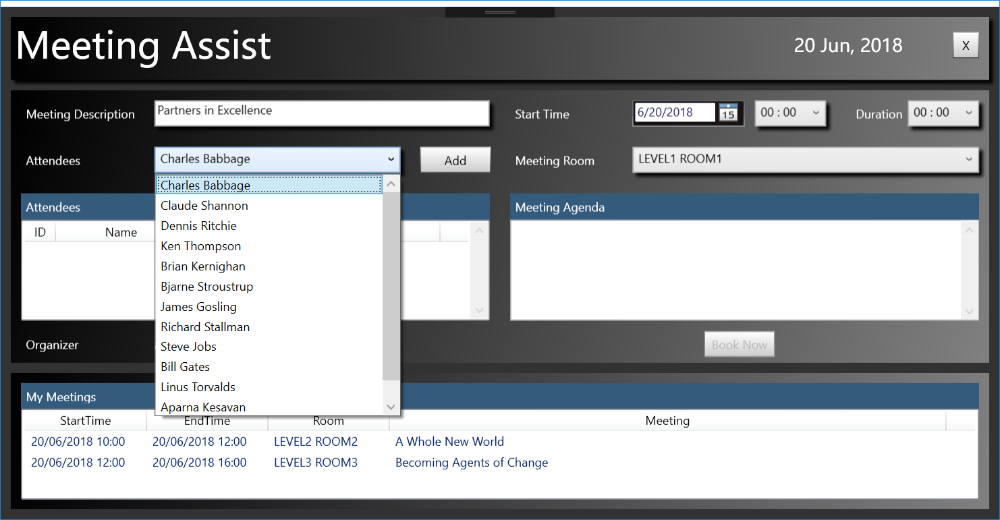 Meeting Assist
20 Jun, 2018
X
Meeting Description
Partners in Excellence
Start Time
6/20/2018
15
00 : 00
Duration
00 : 00
Attendees
Charles Babbage
Add
Meeting Room
LEVEL1 ROOM1
Charles Babbage
Claude Shannon
Dennis Ritchie
Ken Thompson
Brian Kernighan
Bjarne Stroustrup
James Gosling
Richard Stallman
Steve Jobs
Bill Gates
Linus Torvalds
Aparna Kesavan
Attendees
ID Name
Meeting Agenda
Organizer
Book Now
My Meetings
StartTime EndTime Room Meeting
20/06/2018 10:00 20/06/2018 12:00 LEVEL2 ROOM2 A Whole New World
20/06/2018 12:00 20/06/2018 16:00 LEVEL3 ROOM3 Becoming Agents of Change